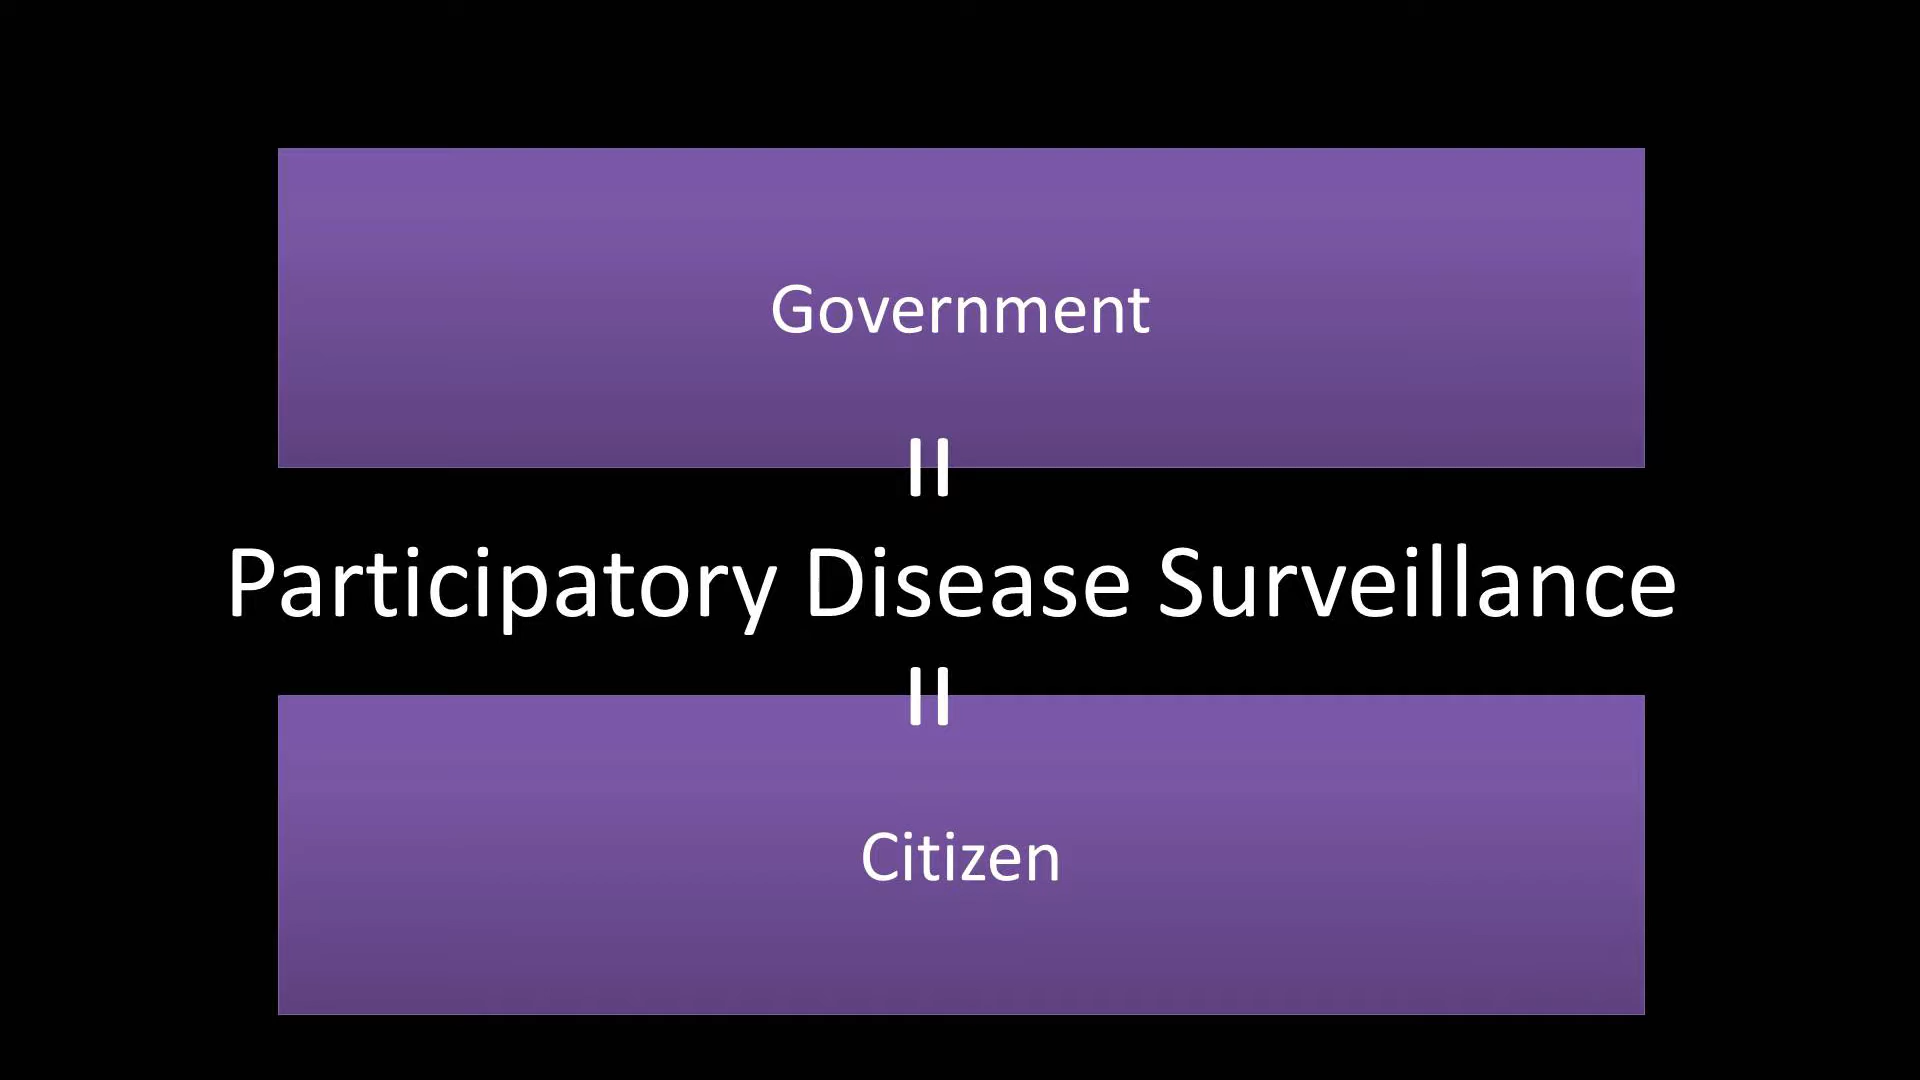 Government
=
Participatory Disease Surveillance
=
Citizen